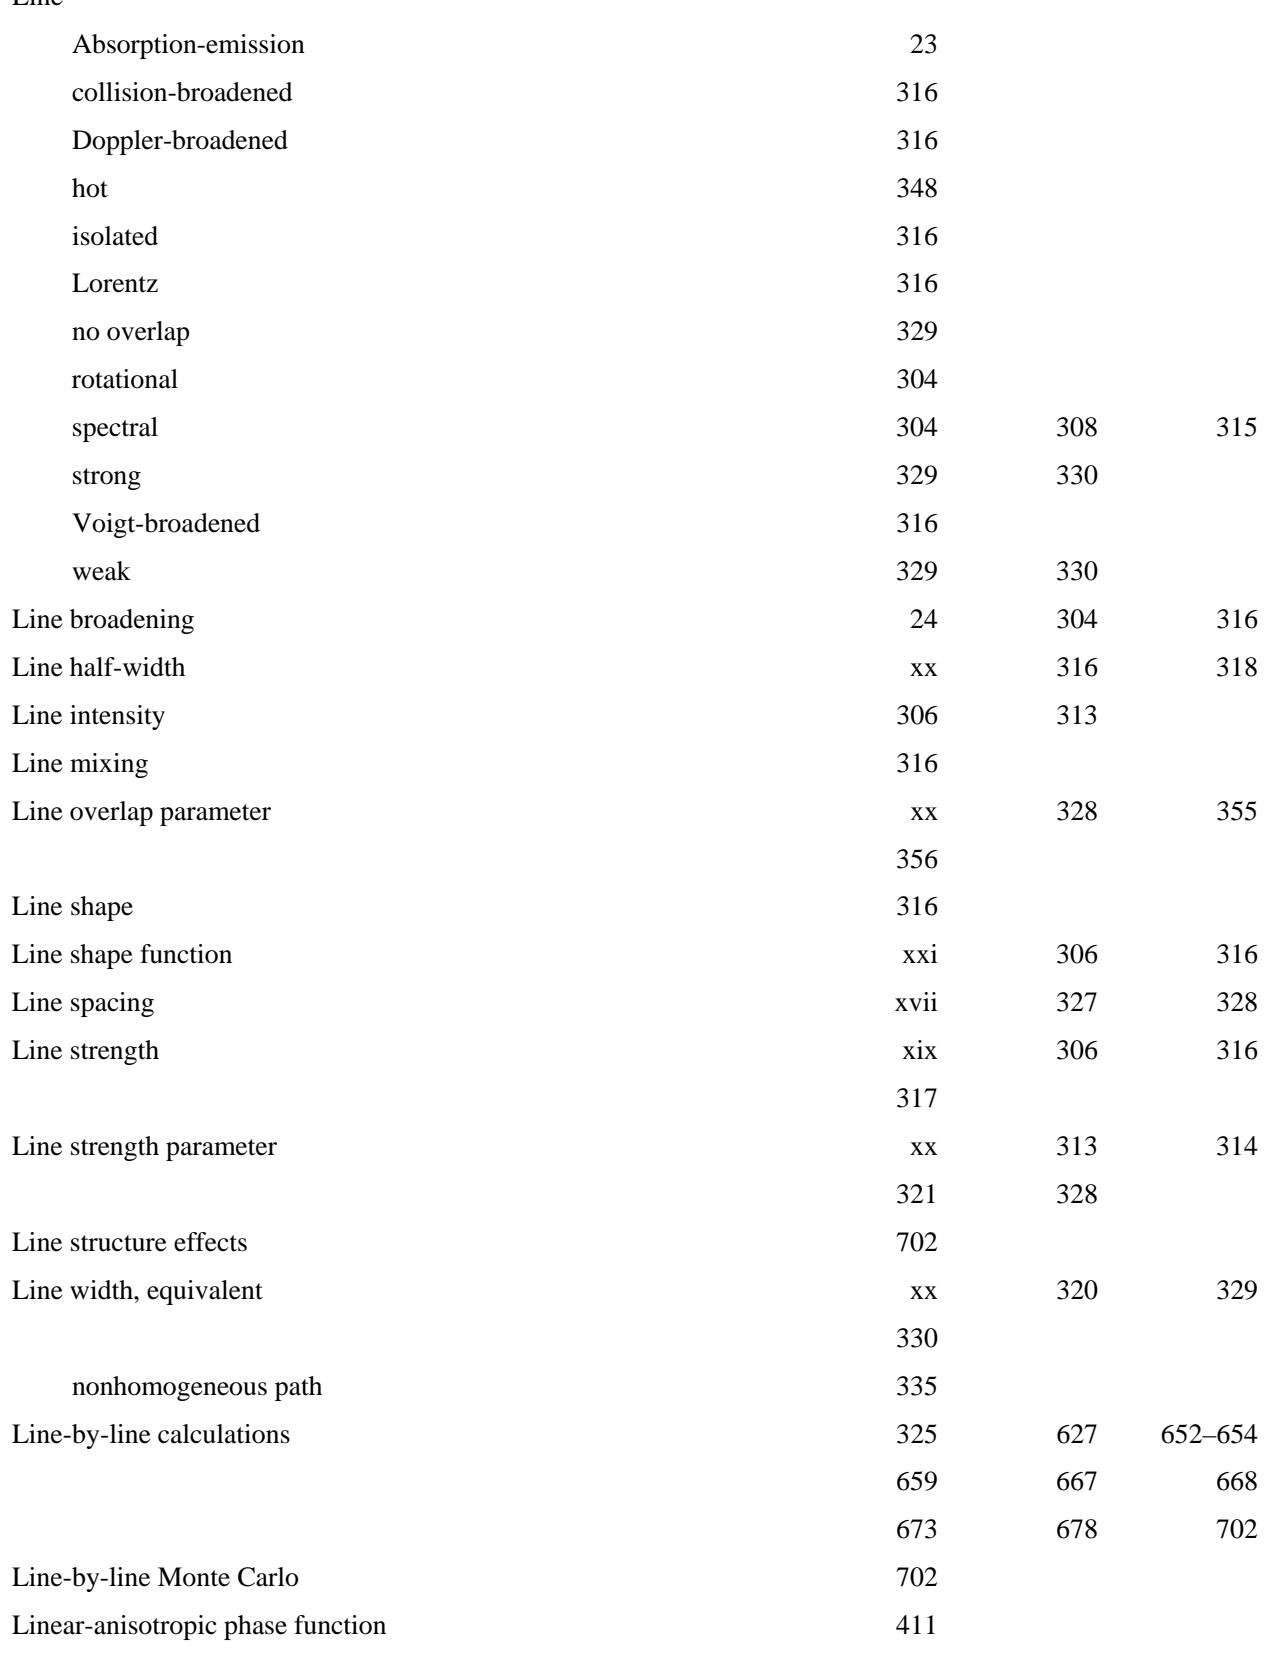 Line
Absorption-emission 23
collision-broadened 316
Doppler-broadened 316
hot 348
isolated 316
Lorentz 316
no overlap 329
rotational 304
spectral 304 308 315
strong 329 330
Voigt-broadened 316
weak 329 330
Line broadening 24 304 316
Line half-width xx 316 318
Line intensity 306 313
Line mixing 316
Line overlap parameter xx 328 355
356
Line shape 316
Line shape function xxi 306 316
Line spacing xvii 327 328
Line strength xix 306 316
317
Line strength parameter xx 313 314
321 328
Line structure effects 702
Line width, equivalent xx 320 329
330
nonhomogeneous path 335
Line-by-line calculations 325 627 652–654
659 667 668
673 678 702
Line-by-line Monte Carlo 702
Linear-anisotropic phase function 411